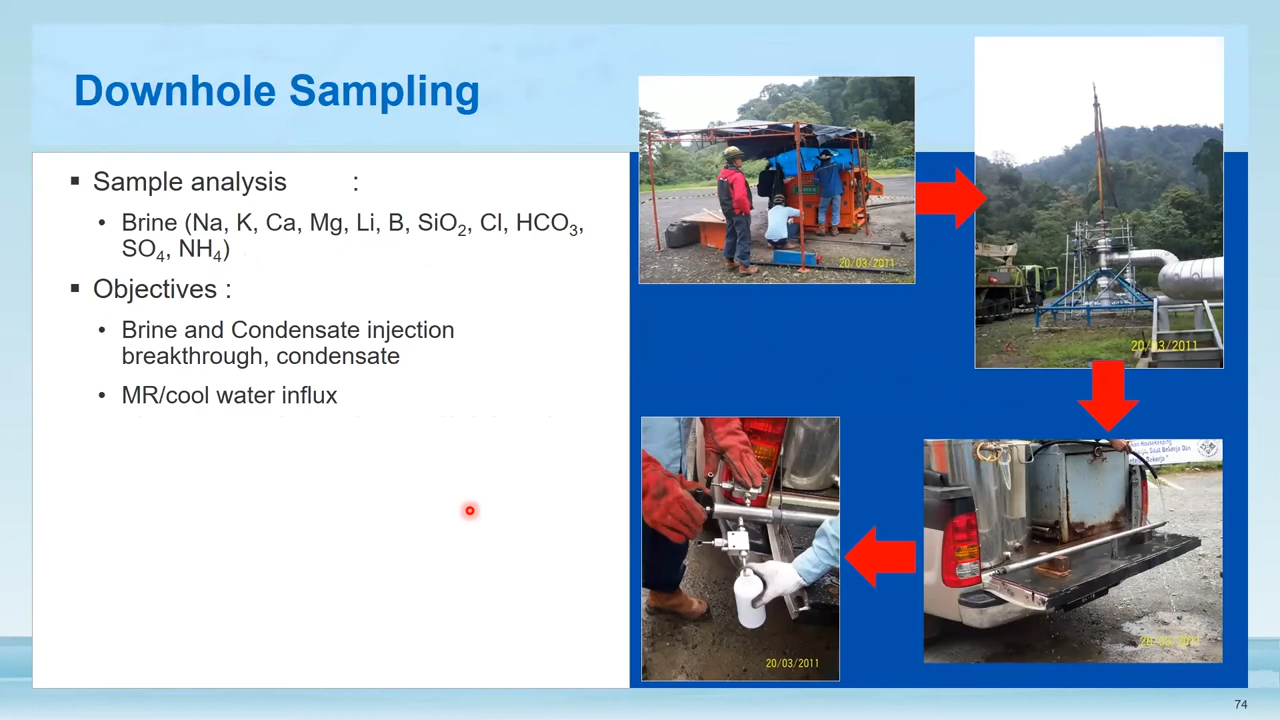 Downhole Sampling
▪ Sample analysis :
• Brine (Na, K, Ca, Mg, Li, B, SiO₂, Cl, HCO₃,
SO₄, NH₄)
▪ Objectives :
• Brine and Condensate injection
breakthrough, condensate
• MR/cool water influx
20/03/2011
20/03/2011
20/03/2011
20/03/2011
74